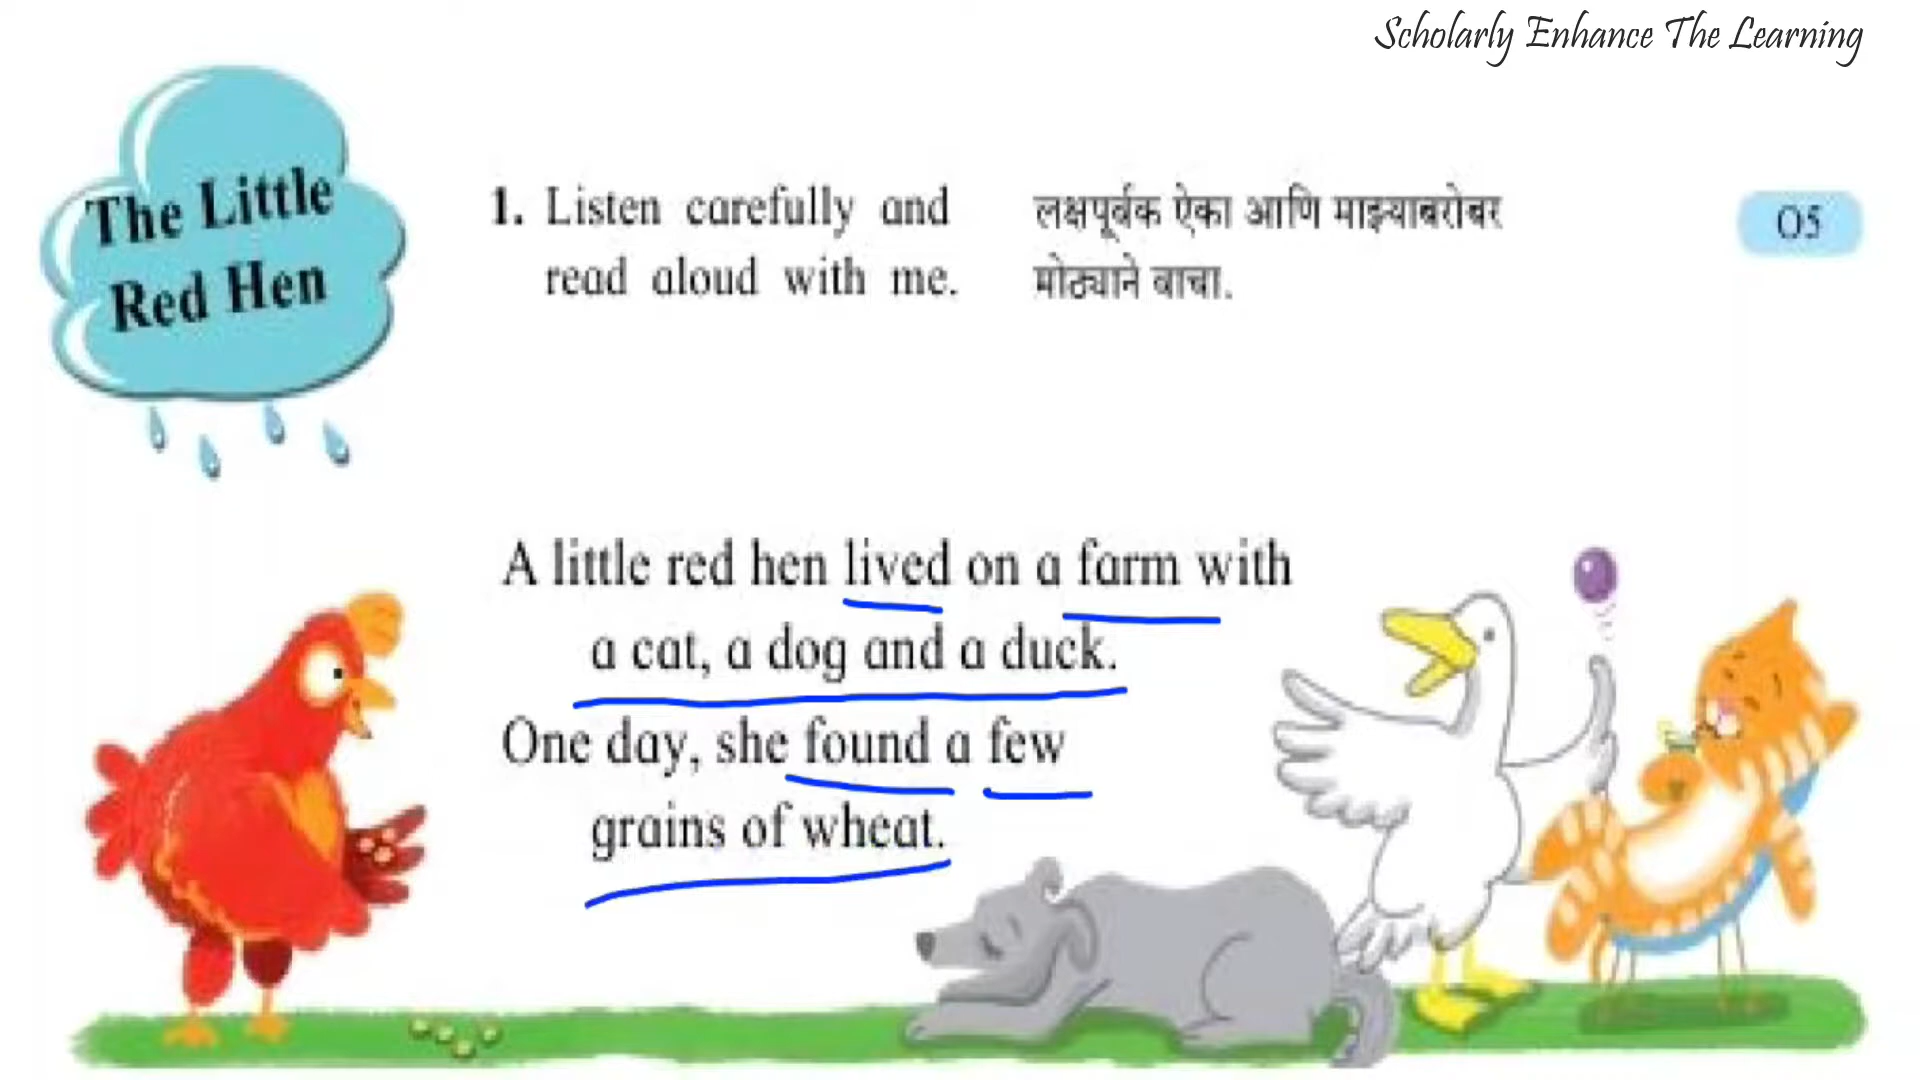 Scholarly Enhance The Learning
The Little
Red Hen
1. Listen carefully and
read aloud with me.
लक्षपूर्वक ऐका आणि माझ्याबरोबर
मोठ्याने वाचा.
O5
A little red hen lived on a farm with
a cat, a dog and a duck.
One day, she found a few
grains of wheat.